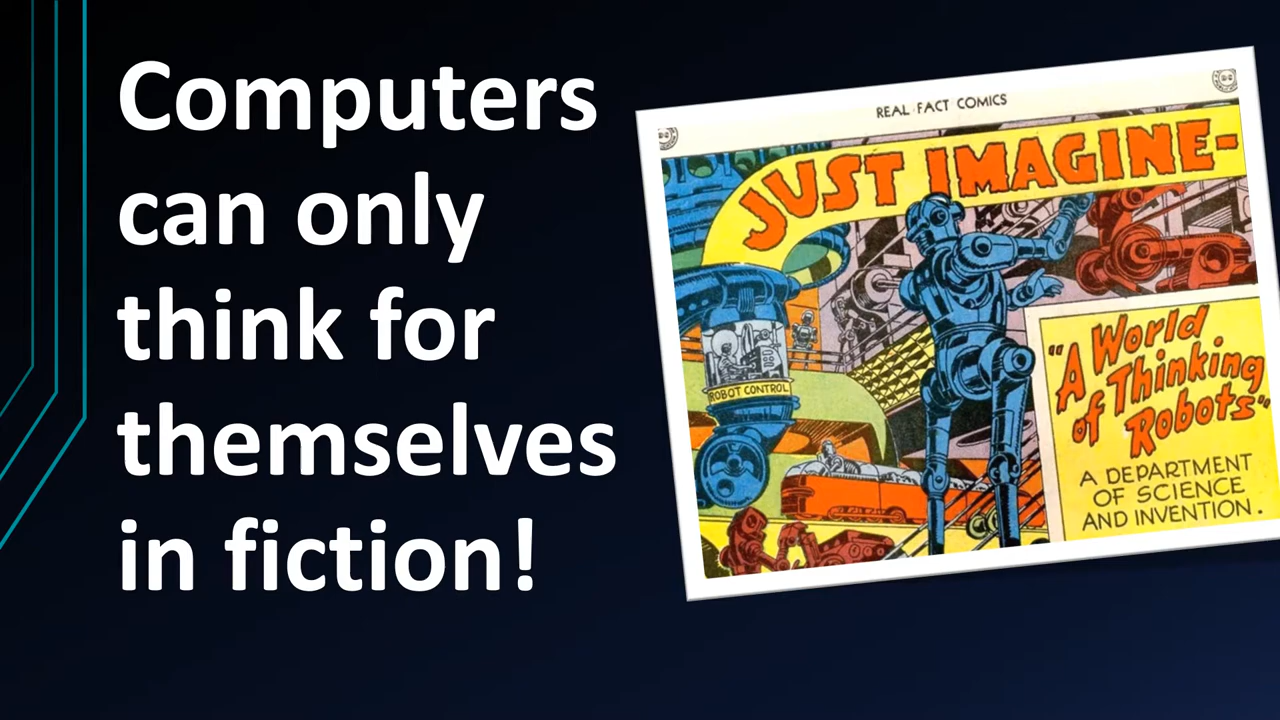 Computers
can only
think for
themselves
in fiction!
REAL FACT COMICS
JUST IMAGINE-
ROBOT CONTROL
"A World
of Thinking
Robots"
A DEPARTMENT
OF SCIENCE
AND INVENTION.